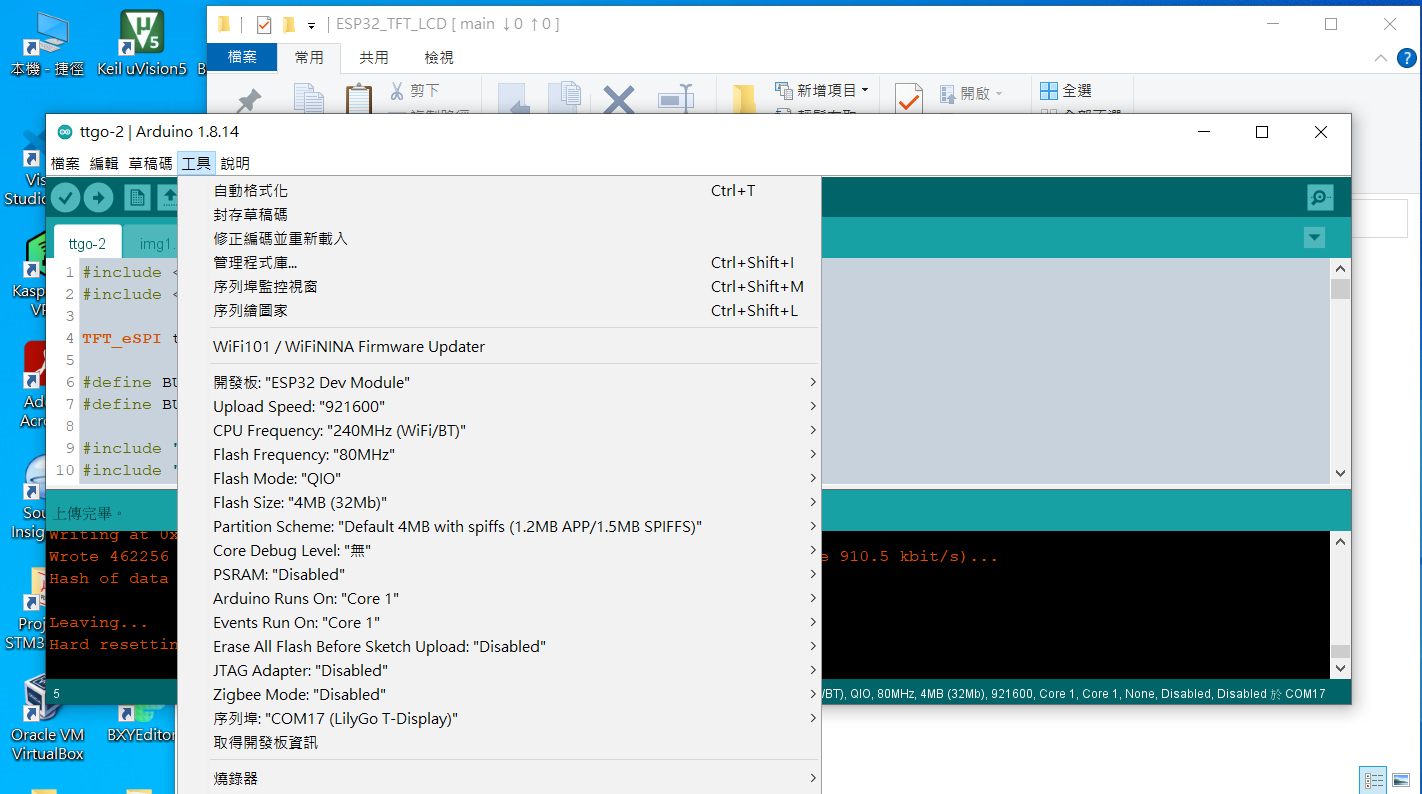 ESP32_TFT_LCD [ main ↓0 ↑0 ]
檔案 常用 共用 檢視
剪下
新增項目
開啟
全選
本機 - 捷徑
Keil uVision5
ttgo-2 | Arduino 1.8.14
檔案 編輯 草稿碼 工具 說明
ttgo-2 img1.
1 #include <
2 #include <
3
4 TFT_eSPI t
5
6 #define BU
7 #define BU
8
9 #include "
10 #include "
自動格式化 Ctrl+T
封存草稿碼
修正編碼並重新載入
管理程式庫... Ctrl+Shift+I
序列埠監控視窗 Ctrl+Shift+M
序列繪圖家 Ctrl+Shift+L
WiFi101 / WiFiNINA Firmware Updater
開發板: "ESP32 Dev Module"
Upload Speed: "921600"
CPU Frequency: "240MHz (WiFi/BT)"
Flash Frequency: "80MHz"
Flash Mode: "QIO"
Flash Size: "4MB (32Mb)"
Partition Scheme: "Default 4MB with spiffs (1.2MB APP/1.5MB SPIFFS)"
Core Debug Level: "無"
PSRAM: "Disabled"
Arduino Runs On: "Core 1"
Events Run On: "Core 1"
Erase All Flash Before Sketch Upload: "Disabled"
JTAG Adapter: "Disabled"
Zigbee Mode: "Disabled"
序列埠: "COM17 (LilyGo T-Display)"
取得開發板資訊
燒錄器
上傳完畢。
Writing at 0x
Wrote 462256
910.5 kbit/s)...
Hash of data
Leaving...
Hard resettin
5
/BT), QIO, 80MHz, 4MB (32Mb), 921600, Core 1, Core 1, None, Disabled, Disabled 於 COM17
Vis
Studio
Kasp
VP
Ad
Acro
Sou
Insig
Proj
STM3
Oracle VM
VirtualBox
BXYEditor